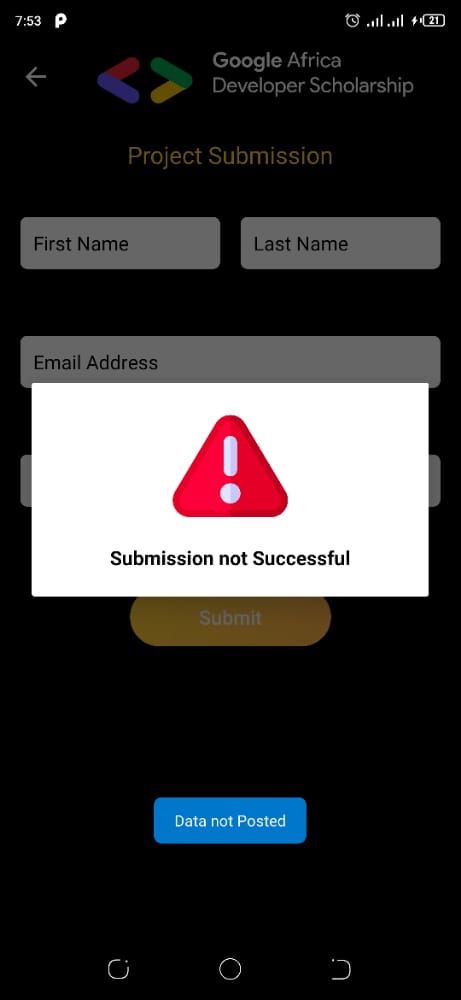 7:53
21
Google Africa
Developer Scholarship
Project Submission
First Name
Last Name
Email Address
Submission not Successful
Submit
Data not Posted